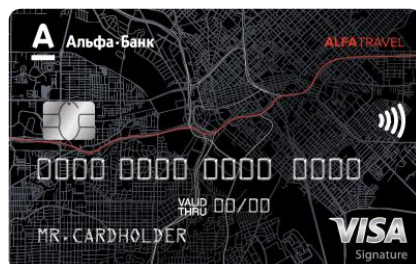 А Альфа·Банк ALFATRAVEL
0000 0000 0000 0000
VALID THRU 00/00
MR.CARDHOLDER
VISA
Signature